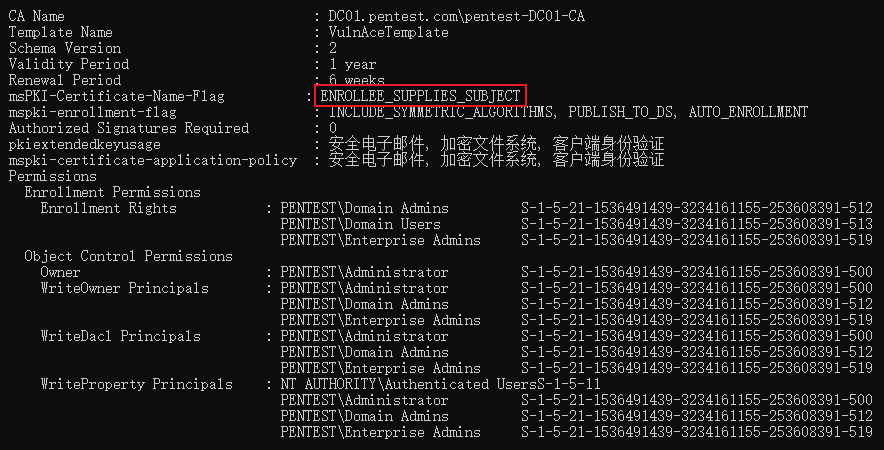 CA Name                               : DC01.pentest.com\pentest-DC01-CA
Template Name                         : VulnAceTemplate
Schema Version                        : 2
Validity Period                       : 1 year
Renewal Period                        : 6 weeks
msPKI-Certificate-Name-Flag          : ENROLLEE_SUPPLIES_SUBJECT
mspki-enrollment-flag                 : INCLUDE_SYMMETRIC_ALGORITHMS, PUBLISH_TO_DS, AUTO_ENROLLMENT
Authorized Signatures Required        : 0
pkiextendedkeyusage                   : 安全电子邮件, 加密文件系统, 客户端身份验证
mspki-certificate-application-policy  : 安全电子邮件, 加密文件系统, 客户端身份验证
Permissions
  Enrollment Permissions
    Enrollment Rights           : PENTEST\Domain Admins         S-1-5-21-1536491439-3234161155-253608391-512
                                  PENTEST\Domain Users          S-1-5-21-1536491439-3234161155-253608391-513
                                  PENTEST\Enterprise Admins     S-1-5-21-1536491439-3234161155-253608391-519
  Object Control Permissions
    Owner                       : PENTEST\Administrator         S-1-5-21-1536491439-3234161155-253608391-500
    WriteOwner Principals       : PENTEST\Administrator         S-1-5-21-1536491439-3234161155-253608391-500
                                  PENTEST\Domain Admins         S-1-5-21-1536491439-3234161155-253608391-512
                                  PENTEST\Enterprise Admins     S-1-5-21-1536491439-3234161155-253608391-519
    WriteDacl Principals        : PENTEST\Administrator         S-1-5-21-1536491439-3234161155-253608391-500
                                  PENTEST\Domain Admins         S-1-5-21-1536491439-3234161155-253608391-512
                                  PENTEST\Enterprise Admins     S-1-5-21-1536491439-3234161155-253608391-519
    WriteProperty Principals    : NT AUTHORITY\Authenticated UsersS-1-5-11
                                  PENTEST\Administrator         S-1-5-21-1536491439-3234161155-253608391-500
                                  PENTEST\Domain Admins         S-1-5-21-1536491439-3234161155-253608391-512
                                  PENTEST\Enterprise Admins     S-1-5-21-1536491439-3234161155-253608391-519